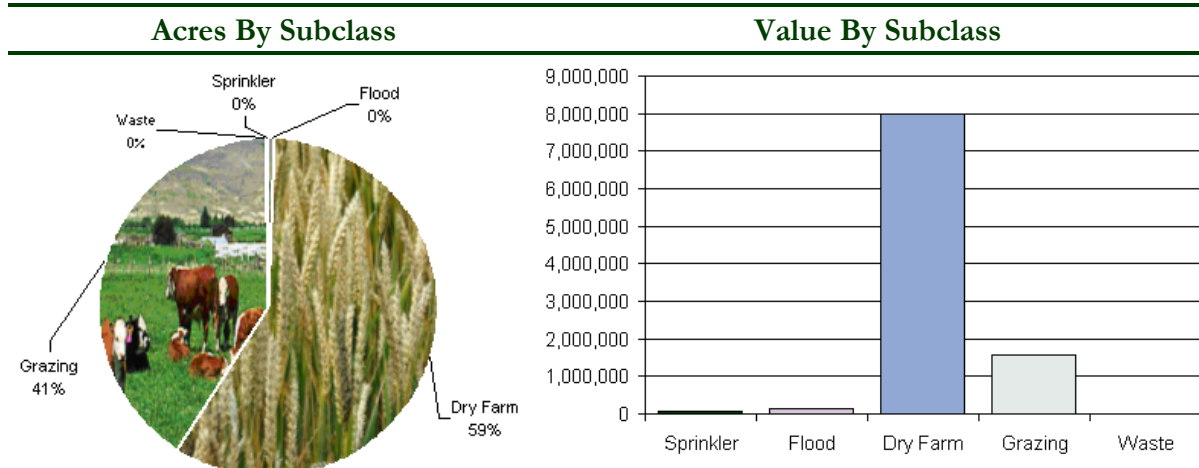 Acres By Subclass
Value By Subclass
Sprinkler
0%
Flood
0%
Waste
0%
Grazing
41%
Dry Farm
59%
9,000,000
8,000,000
7,000,000
6,000,000
5,000,000
4,000,000
3,000,000
2,000,000
1,000,000
0
Sprinkler Flood Dry Farm Grazing Waste